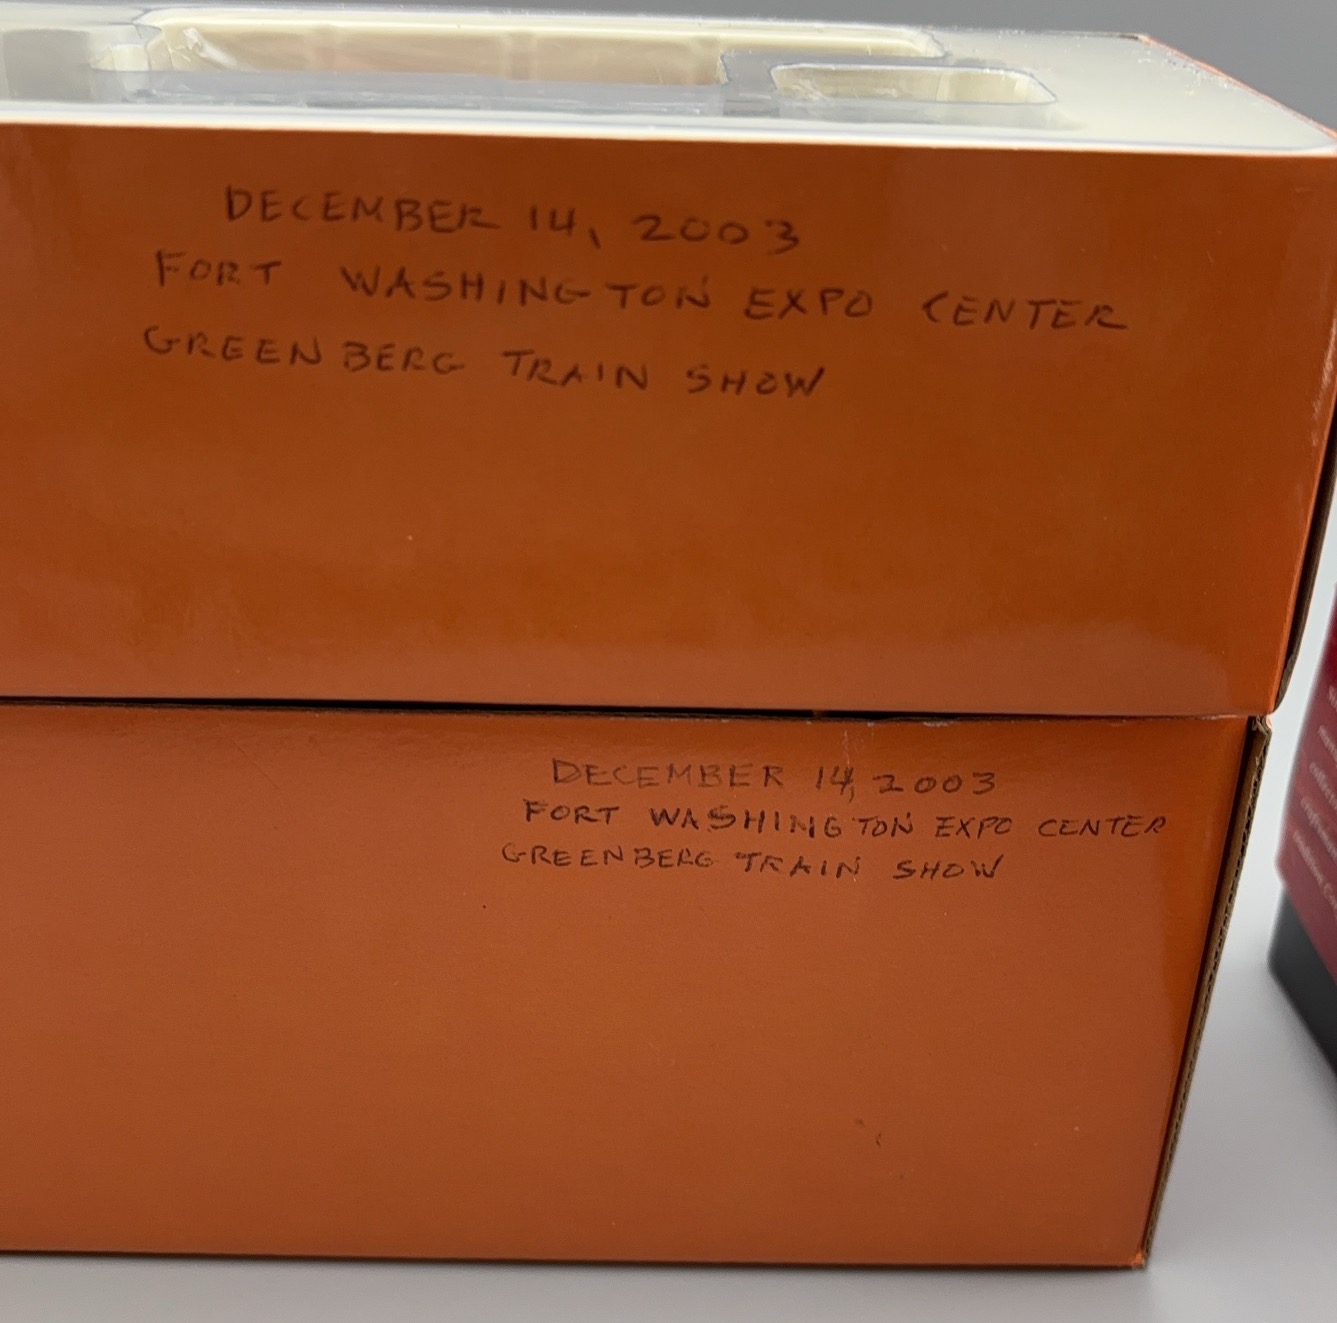 DECEMBER 14, 2003
FORT WASHINGTON EXPO CENTER
GREENBERG TRAIN SHOW
DECEMBER 14, 2003
FORT WASHINGTON EXPO CENTER
GREENBERG TRAIN SHOW